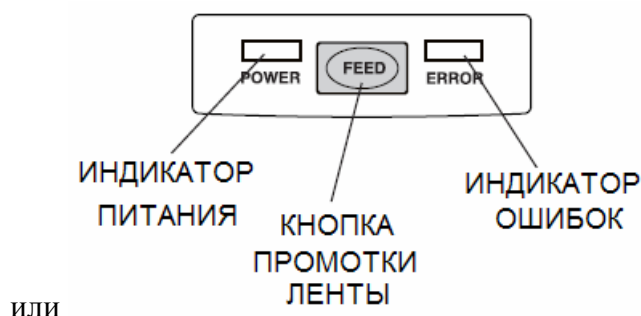 POWER FEED ERROR
ИНДИКАТОР
ПИТАНИЯ
КНОПКА
ПРОМОТКИ
ЛЕНТЫ
ИНДИКАТОР
ОШИБОК
или